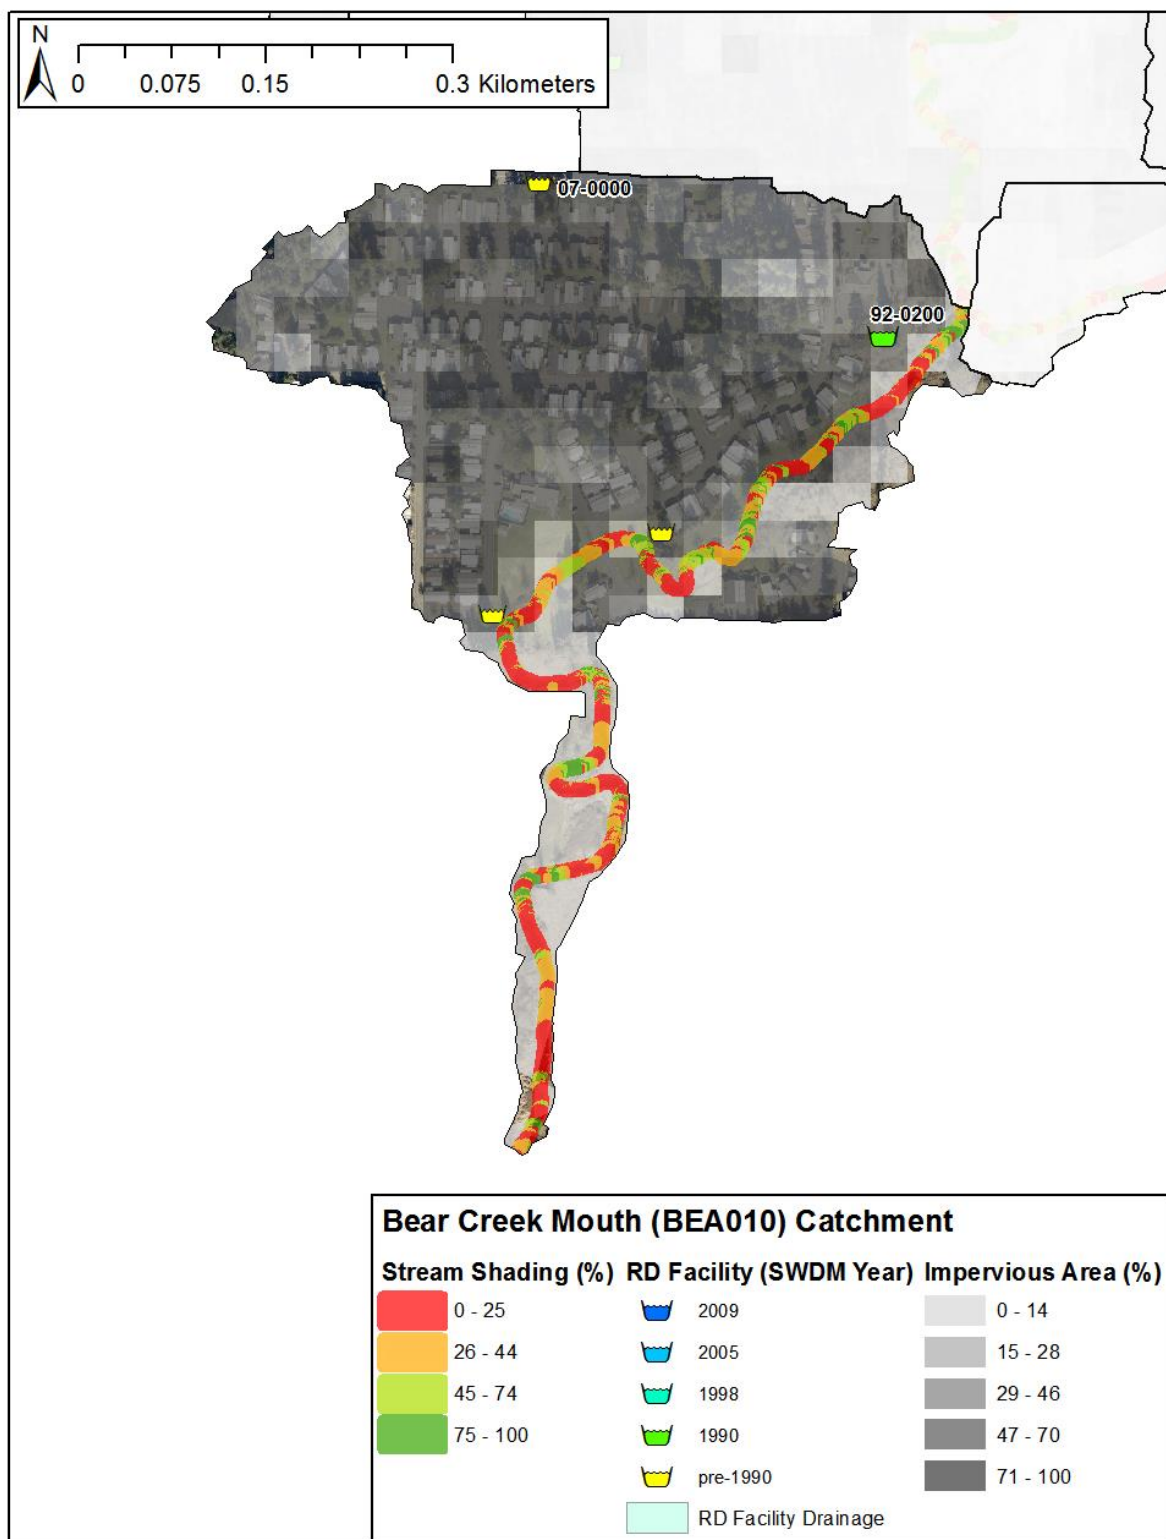 N
0 0.075 0.15 0.3 Kilometers
07-0000
92-0200
Bear Creek Mouth (BEA010) Catchment
Stream Shading (%) RD Facility (SWDM Year) Impervious Area (%)
0 - 25 2009 0 - 14
26 - 44 2005 15 - 28
45 - 74 1998 29 - 46
75 - 100 1990 47 - 70
pre-1990 71 - 100
RD Facility Drainage